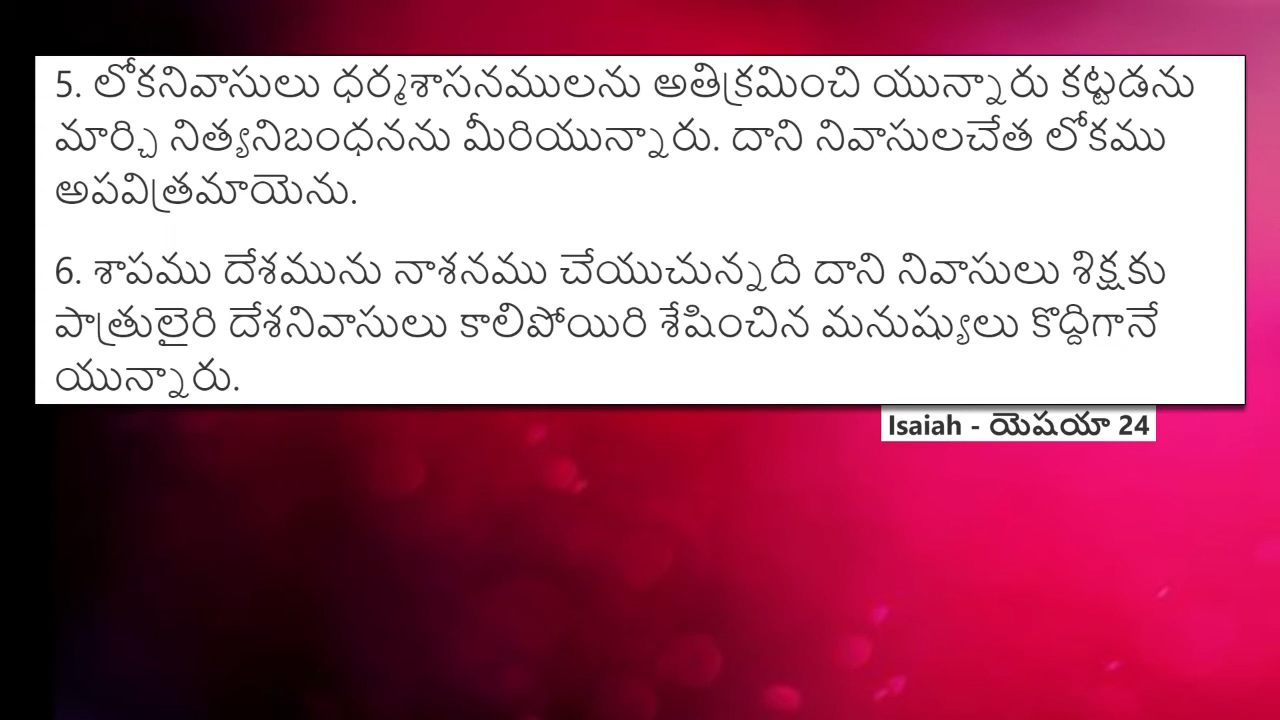 5. లోకనివాసులు ధర్మశాసనములను అతిక్రమించి యున్నారు కట్టడను
మార్చి నిత్యనిబంధనను మీరియున్నారు. దాని నివాసులచేత లోకము
అపవిత్రమాయెను.
6. శాపము దేశమును నాశనము చేయుచున్నది దాని నివాసులు శిక్షకు
పాత్రులైరి దేశనివాసులు కాలిపోయిరి శేషించిన మనుష్యులు కొద్దిగానే
యున్నారు.
Isaiah - యెషయా 24